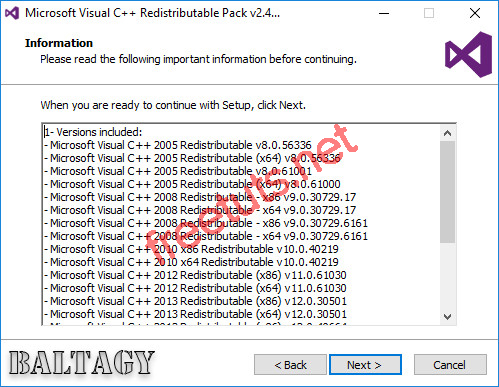 Microsoft Visual C++ Redistributable Pack v2.4...
Information
Please read the following important information before continuing.
When you are ready to continue with Setup, click Next.
1- Versions included:
- Microsoft Visual C++ 2005 Redistributable v8.0.56336
- Microsoft Visual C++ 2005 Redistributable (x64) v8.0.56336
- Microsoft Visual C++ 2005 Redistributable v8.0.61001
- Microsoft Visual C++ 2005 Redistributable (x64) v8.0.61000
- Microsoft Visual C++ 2008 Redistributable - x86 v9.0.30729.17
- Microsoft Visual C++ 2008 Redistributable - x64 v9.0.30729.17
- Microsoft Visual C++ 2008 Redistributable - x86 v9.0.30729.6161
- Microsoft Visual C++ 2008 Redistributable - x64 v9.0.30729.6161
- Microsoft Visual C++ 2010 x86 Redistributable v10.0.40219
- Microsoft Visual C++ 2010 x64 Redistributable v10.0.40219
- Microsoft Visual C++ 2012 Redistributable (x86) v11.0.61030
- Microsoft Visual C++ 2012 Redistributable (x64) v11.0.61030
- Microsoft Visual C++ 2013 Redistributable (x86) v12.0.30501
- Microsoft Visual C++ 2013 Redistributable (x64) v12.0.30501
freetuts.net
BALTAGY
< Back
Next >
Cancel